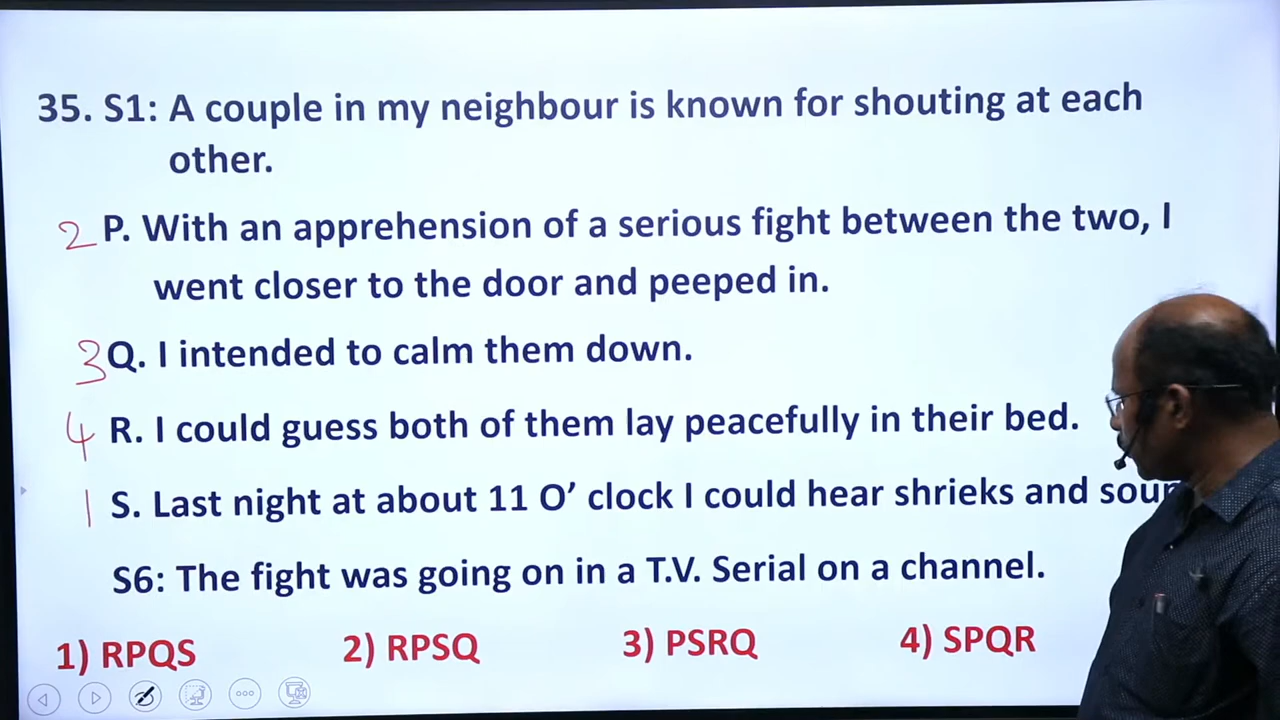 35. S1: A couple in my neighbour is known for shouting at each
other.
2 P. With an apprehension of a serious fight between the two, I
went closer to the door and peeped in.
3 Q. I intended to calm them down.
4 R. I could guess both of them lay peacefully in their bed.
1 S. Last night at about 11 O' clock I could hear shrieks and
S6: The fight was going on in a T.V. Serial on a channel.
1) RPQS 2) RPSQ 3) PSRQ 4) SPQR